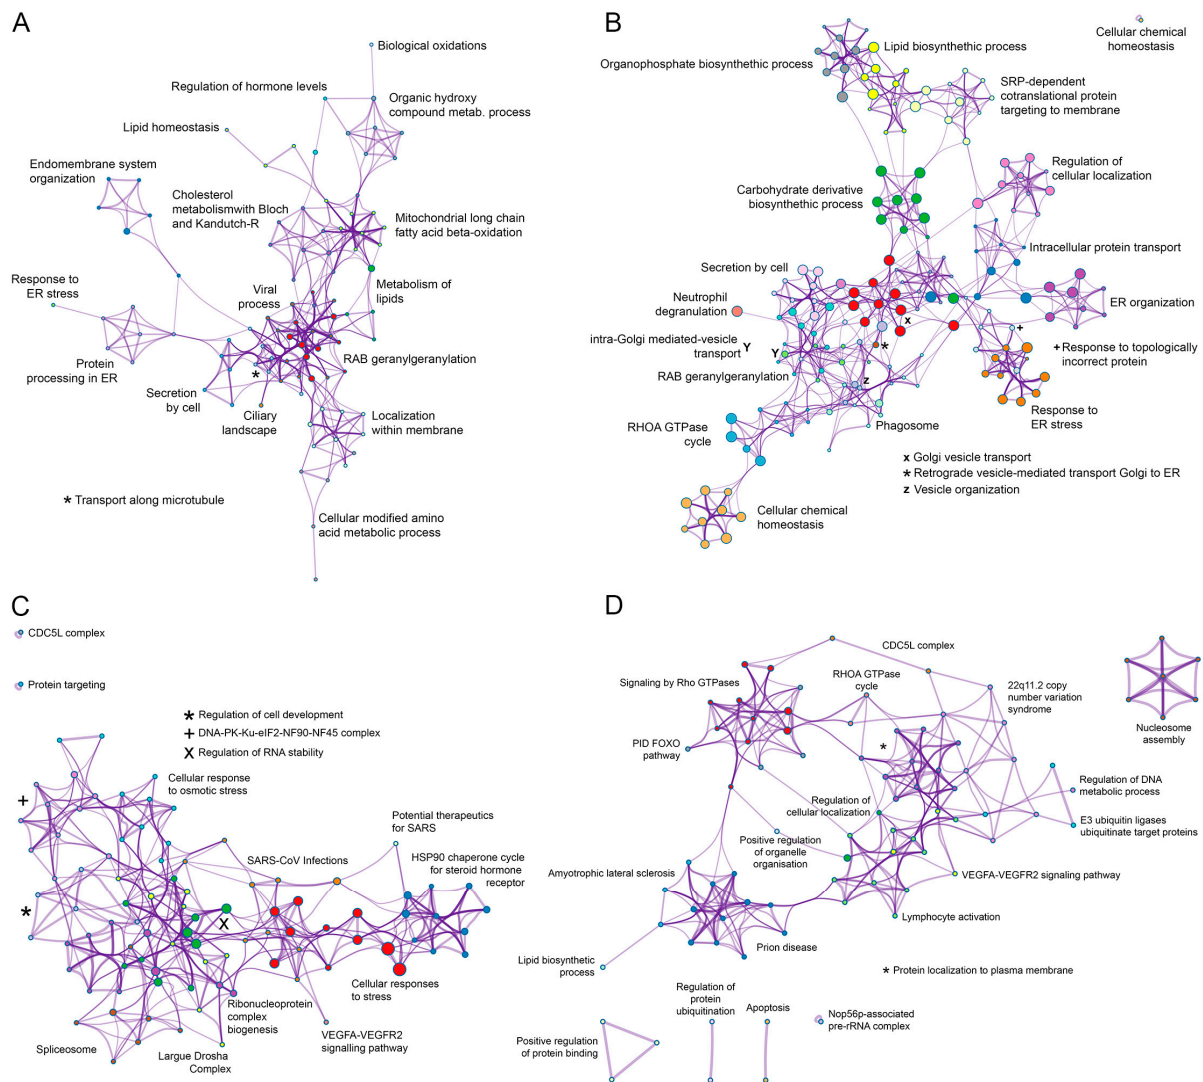 A
Biological oxidations
Regulation of hormone levels
Organic hydroxy
compound metab. process
Lipid homeostasis
Endomembrane system
organization
Cholesterol
metabolismwith Bloch
and Kandutch-R
Mitochondrial long chain
fatty acid beta-oxidation
Response to
ER stress
Viral
process
Metabolism of
lipids
RAB geranylgeranylation
Protein
processing in ER
*
Secretion
by cell
Ciliary
landscape
Localization
within membrane
* Transport along microtubule
Cellular modified amino
acid metabolic process
B
Cellular chemical
homeostasis
Lipid biosynthethic process
Organophosphate biosynthethic process
SRP-dependent
cotranslational protein
targeting to membrane
Regulation of
cellular localization
Carbohydrate derivative
biosynthethic process
Intracellular protein transport
Secretion by cell
Neutrophil
degranulation
ER organization
x
+
intra-Golgi mediated-vesicle Y
transport
Y
*
+ Response to topologically
incorrect protein
RAB geranylgeranylation
z
Response to
ER stress
RHOA GTPase
cycle
Phagosome
x Golgi vesicle transport
* Retrograde vesicle-mediated transport Golgi to ER
z Vesicle organization
Cellular chemical
homeostasis
C
CDC5L complex
Protein targeting
* Regulation of cell development
+ DNA-PK-Ku-eIF2-NF90-NF45 complex
X Regulation of RNA stability
Cellular response
to osmotic stress
+
Potential therapeutics
for SARS
SARS-CoV Infections
HSP90 chaperone cycle
for steroid hormone
receptor
*
X
Cellular responses
to stress
Ribonucleoprotein
complex
biogenesis
VEGFA-VEGFR2
signalling pathway
Spliceosome
Largue Drosha
Complex
D
CDC5L complex
Signaling by Rho GTPases
RHOA GTPase
cycle
22q11.2 copy
number variation
syndrome
Nucleosome
assembly
PID FOXO
pathway
*
Regulation of DNA
metabolic process
Regulation of
cellular localization
E3 ubiquitin ligases
ubiquitinate target proteins
Positive regulation
of organelle
organisation
Amyotrophic lateral sclerosis
VEGFA-VEGFR2 signaling pathway
Lymphocyte activation
Prion disease
Lipid biosynthetic
process
* Protein localization to plasma membrane
Regulation of
protein
ubiquitination
Apoptosis
Nop56p-associated
pre-rRNA complex
Positive regulation
of protein binding